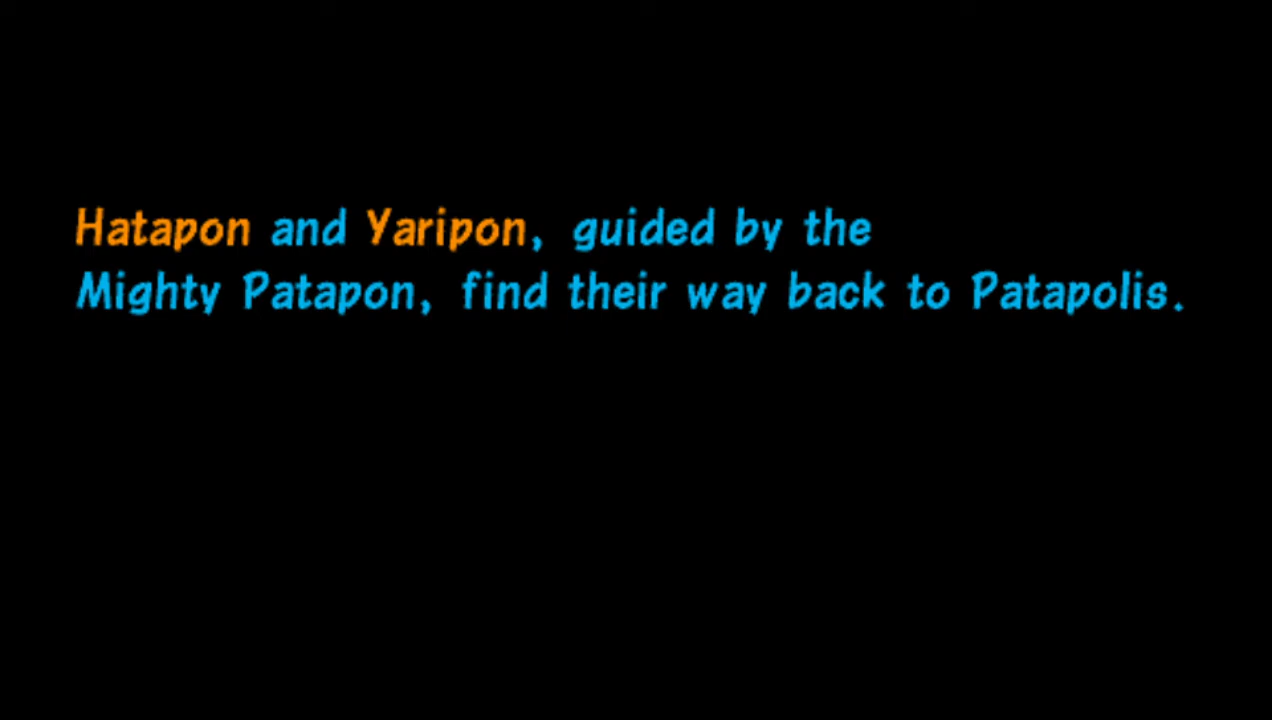 Hatapon and Yaripon, guided by the
Mighty Patapon, find their way back to Patapolis.